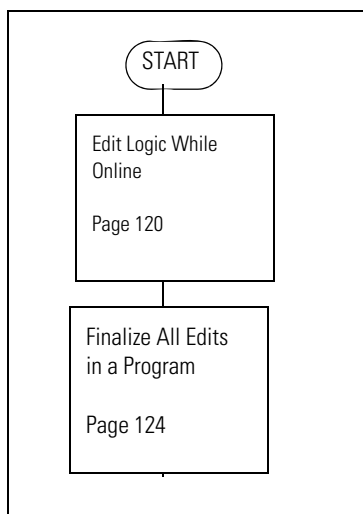 START
Edit Logic While
Online
Page 120
Finalize All Edits
in a Program
Page 124